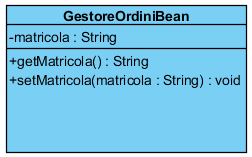 GestoreOrdiniBean
-matricola : String
+getMatricola() : String
+setMatricola(matricola : String) : void